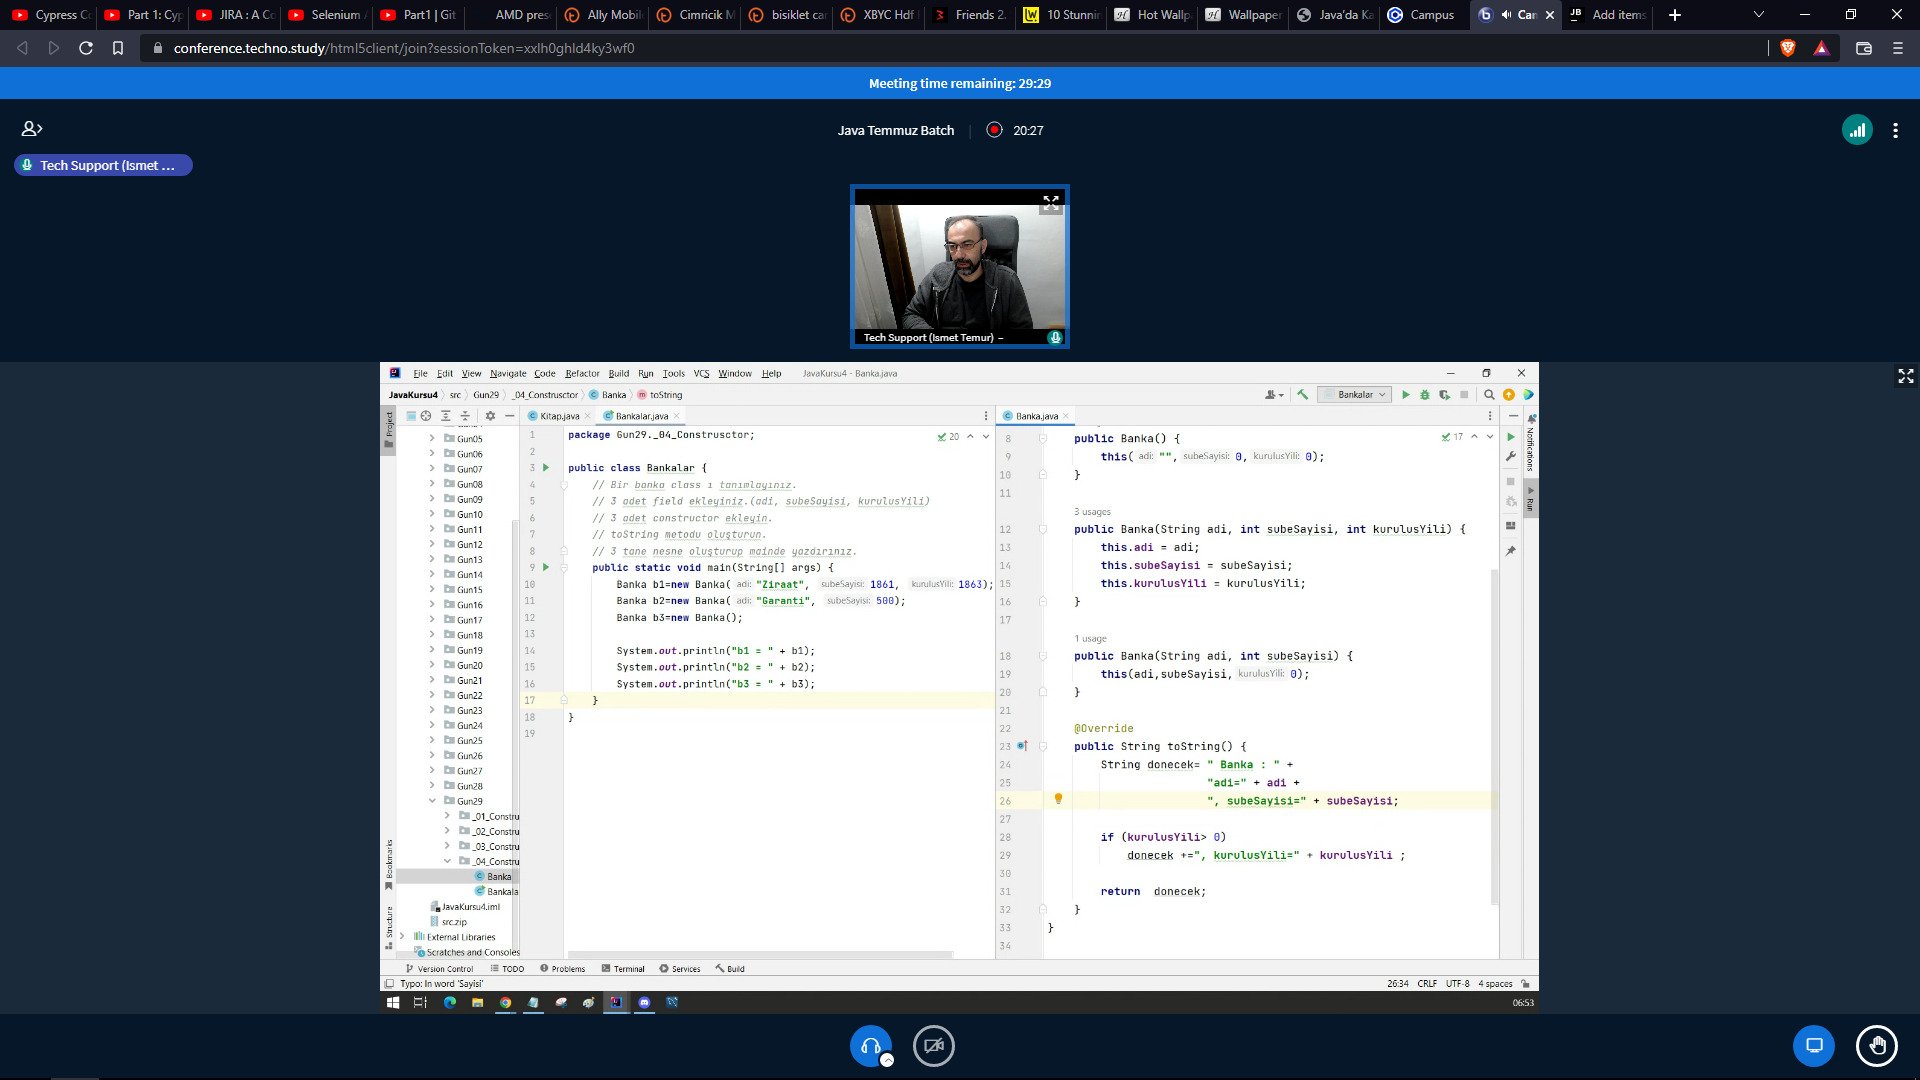 Cypress Co
Part 1: Cyp
JIRA : A Co
Selenium
Part1 | Git
AMD pres
Ally Mobil
Cimricik M
bisiklet ca
XBYC Hdf
Friends 2.
10 Stunnin
Hot Wallp
Wallpaper
Java'da Ka
Campus
Can
Add items
conference.techno.study/html5client/join?sessionToken=xxlh0ghld4ky3wf0
Meeting time remaining: 29:29
Java Temmuz Batch
20:27
Tech Support (Ismet ...
Tech Support (Ismet Temur)
File Edit View Navigate Code Refactor Build Run Tools VCS Window Help JavaKursu4 - Banka.java
JavaKursu4 src Gun29 _04_Construsctor Banka toString
Bankalar
Project
Gun05
Gun06
Gun07
Gun08
Gun09
Gun10
Gun11
Gun12
Gun13
Gun14
Gun15
Gun16
Gun17
Gun18
Gun19
Gun20
Gun21
Gun22
Gun23
Gun24
Gun25
Gun26
Gun27
Gun28
Gun29
_01_Constru
_02_Constru
_03_Constru
_04_Constru
Banka
Bankala
JavaKursu4.iml
src.zip
External Libraries
Scratches and Consoles
Bookmarks
Structure
Kitap.java Bankalar.java
20
1 package Gun29._04_Construsctor;
2
3 public class Bankalar {
4 // Bir banka class ı tanımlayınız.
5 // 3 adet field ekleyiniz.(adi, subeSayisi, kurulusYili)
6 // 3 adet constructor ekleyin.
7 // toString metodu oluşturun.
8 // 3 tane nesne oluşturup mainde yazdırınız.
9 public static void main(String[] args) {
10 Banka b1=new Banka( adi: "Ziraat", subeSayisi: 1861, kurulusYili: 1863);
11 Banka b2=new Banka( adi: "Garanti", subeSayisi: 500);
12 Banka b3=new Banka();
13
14 System.out.println("b1 = " + b1);
15 System.out.println("b2 = " + b2);
16 System.out.println("b3 = " + b3);
17 }
18 }
19
Banka.java
17
8 public Banka() {
9 this( adi: "", subeSayisi: 0, kurulusYili: 0);
10 }
11
3 usages
12 public Banka(String adi, int subeSayisi, int kurulusYili) {
13 this.adi = adi;
14 this.subeSayisi = subeSayisi;
15 this.kurulusYili = kurulusYili;
16 }
17
1 usage
18 public Banka(String adi, int subeSayisi) {
19 this(adi,subeSayisi, kurulusYili: 0);
20 }
21
22 @Override
23 public String toString() {
24 String donecek= " Banka : " +
25 "adi=" + adi +
26 ", subeSayisi=" + subeSayisi;
27
28 if (kurulusYili> 0)
29 donecek +=", kurulusYili=" + kurulusYili ;
30
31 return donecek;
32 }
33 }
34
Notifications
Run
Version Control TODO Problems Terminal Services Build
Typo: In word 'Sayisi'
26:34 CRLF UTF-8 4 spaces
06:53